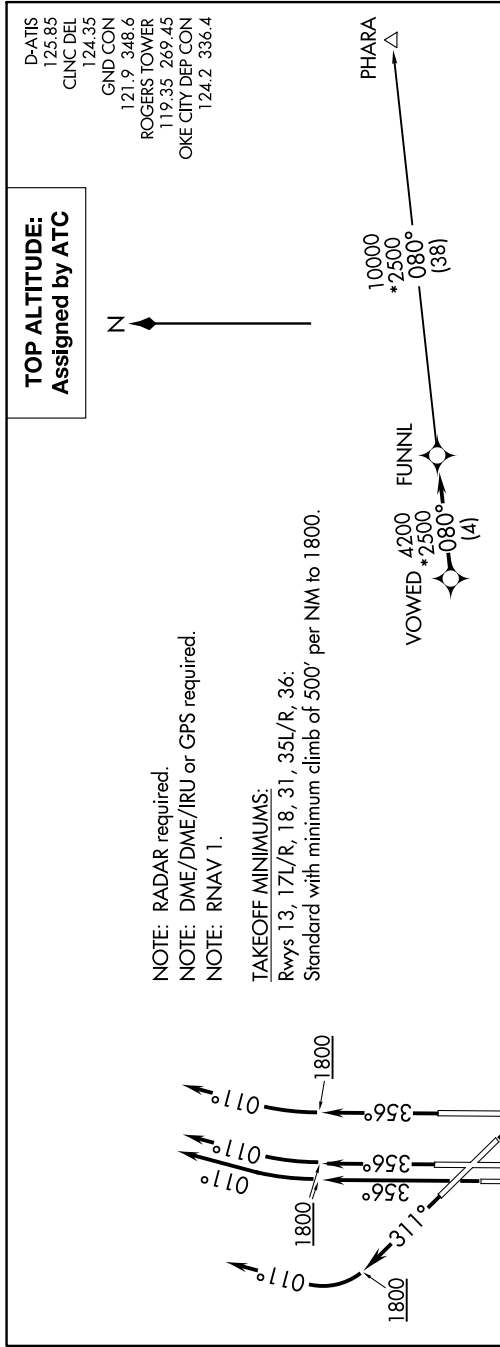 TOP ALTITUDE:
Assigned by ATC
D-ATIS
125.85
CLNC DEL
124.35
GND CON
121.9 348.6
ROGERS TOWER
119.35 269.45
OKE CITY DEP CON
124.2 336.4
N
NOTE: RADAR required.
NOTE: DME/DME/IRU or GPS required.
NOTE: RNAV 1.
TAKEOFF MINIMUMS:
Rwys 13, 17L/R, 18, 31, 35L/R, 36:
Standard with minimum climb of 500' per NM to 1800.
PHARA
10000
*2500
080°
(38)
FUNNL
VOWED
4200
*2500
080°
(4)
011°
011°
011°
011°
1800
1800
1800
356°
356°
356°
311°